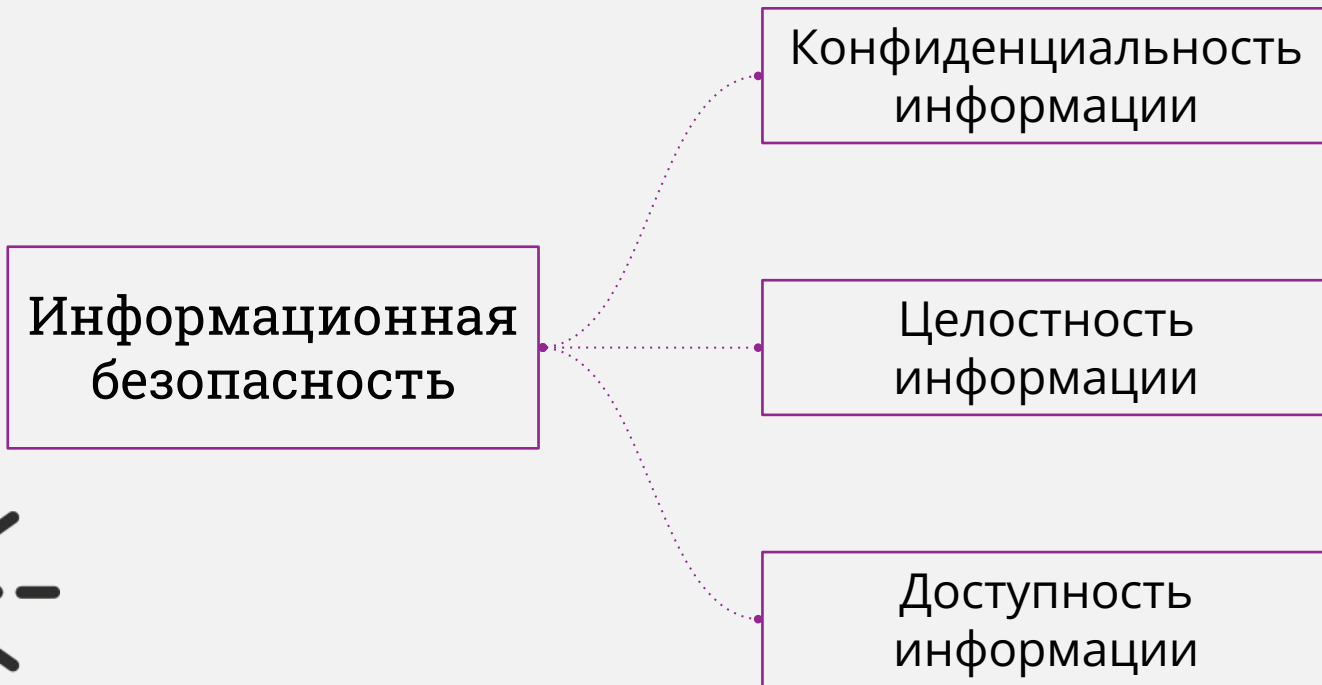 Конфиденциальность
информации
Информационная
безопасность
Целостность
информации
Доступность
информации